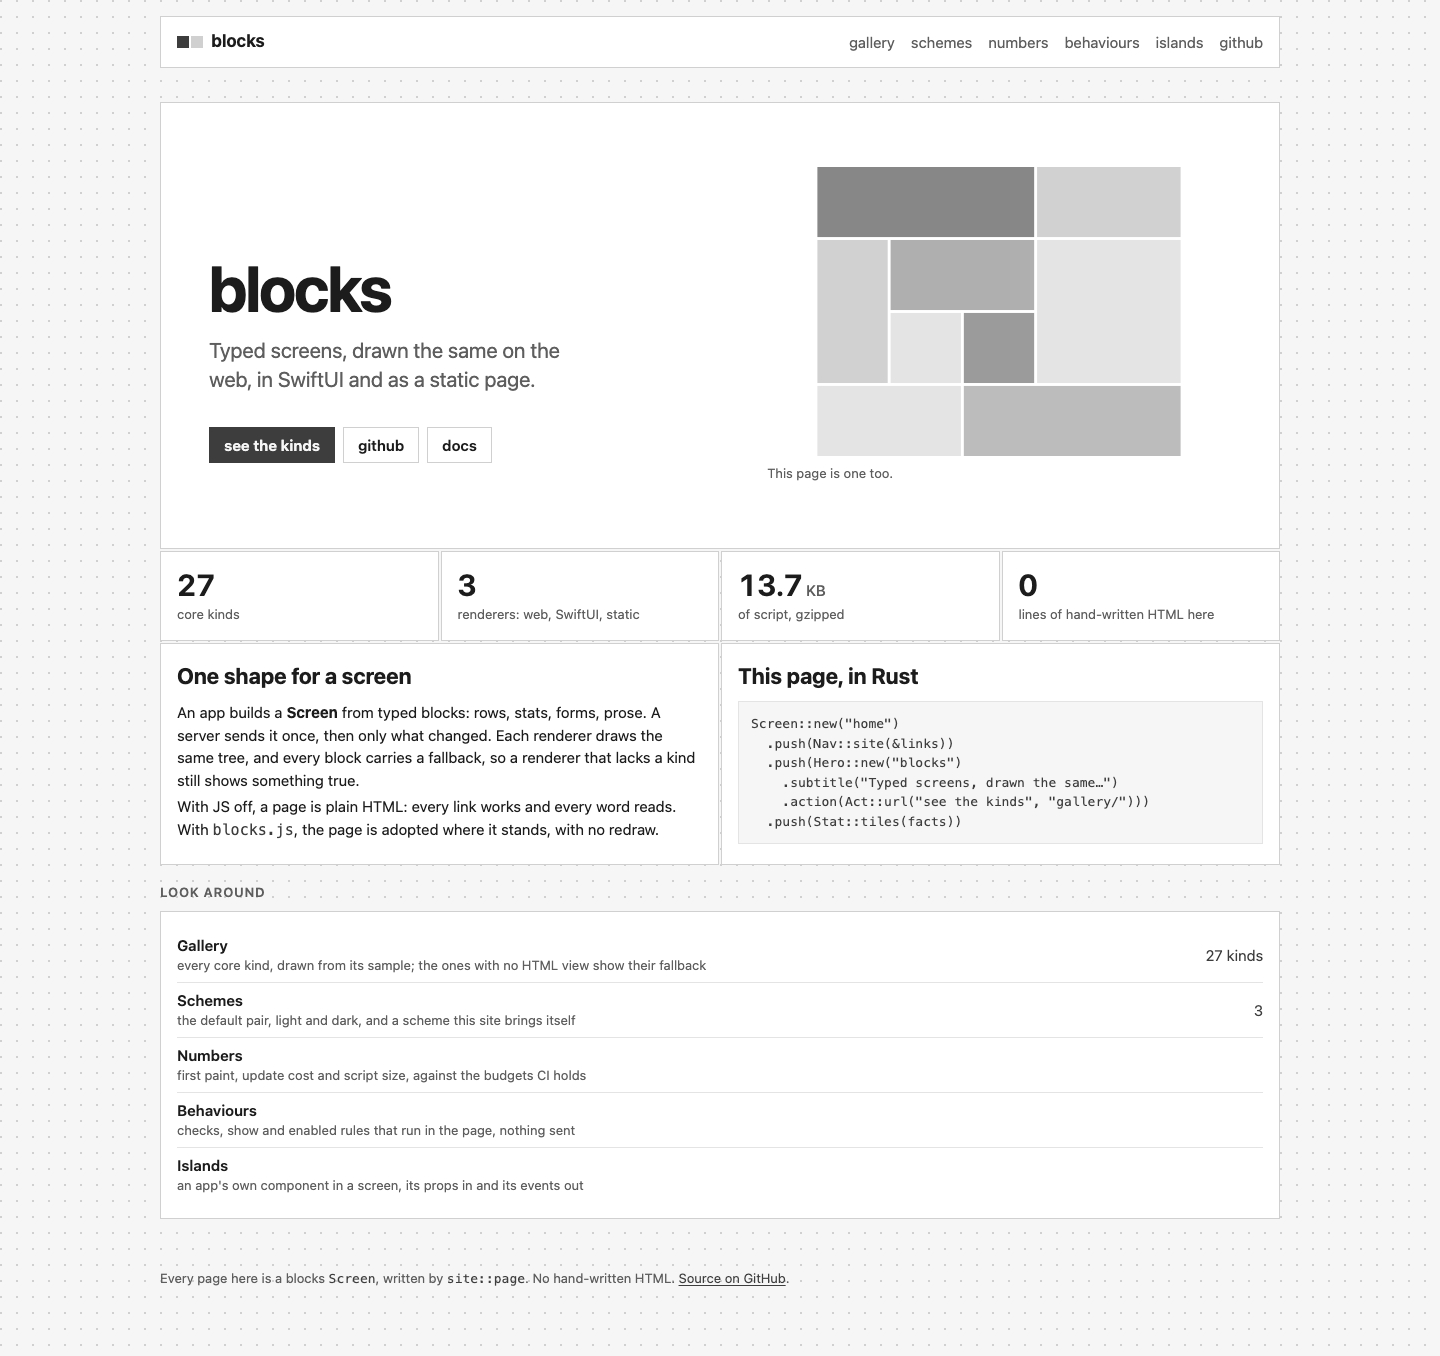 blocks
gallery schemes numbers behaviours islands github
blocks
Typed screens, drawn the same on the
web, in SwiftUI and as a static page.
see the kinds github docs
This page is one too.
27
core kinds
3
renderers: web, SwiftUI, static
13.7 KB
of script, gzipped
0
lines of hand-written HTML here
One shape for a screen
An app builds a Screen from typed blocks: rows, stats, forms, prose. A
server sends it once, then only what changed. Each renderer draws the
same tree, and every block carries a fallback, so a renderer that lacks a kind
still shows something true.
With JS off, a page is plain HTML: every link works and every word reads.
With blocks.js, the page is adopted where it stands, with no redraw.
This page, in Rust
Screen::new("home")
  .push(Nav::site(&links))
  .push(Hero::new("blocks")
    .subtitle("Typed screens, drawn the same…")
    .action(Act::url("see the kinds", "gallery/")))
  .push(Stat::tiles(facts))
LOOK AROUND
Gallery
every core kind, drawn from its sample; the ones with no HTML view show their fallback
27 kinds
Schemes
the default pair, light and dark, and a scheme this site brings itself
3
Numbers
first paint, update cost and script size, against the budgets CI holds
Behaviours
checks, show and enabled rules that run in the page, nothing sent
Islands
an app's own component in a screen, its props in and its events out
Every page here is a blocks Screen, written by site::page. No hand-written HTML. Source on GitHub.